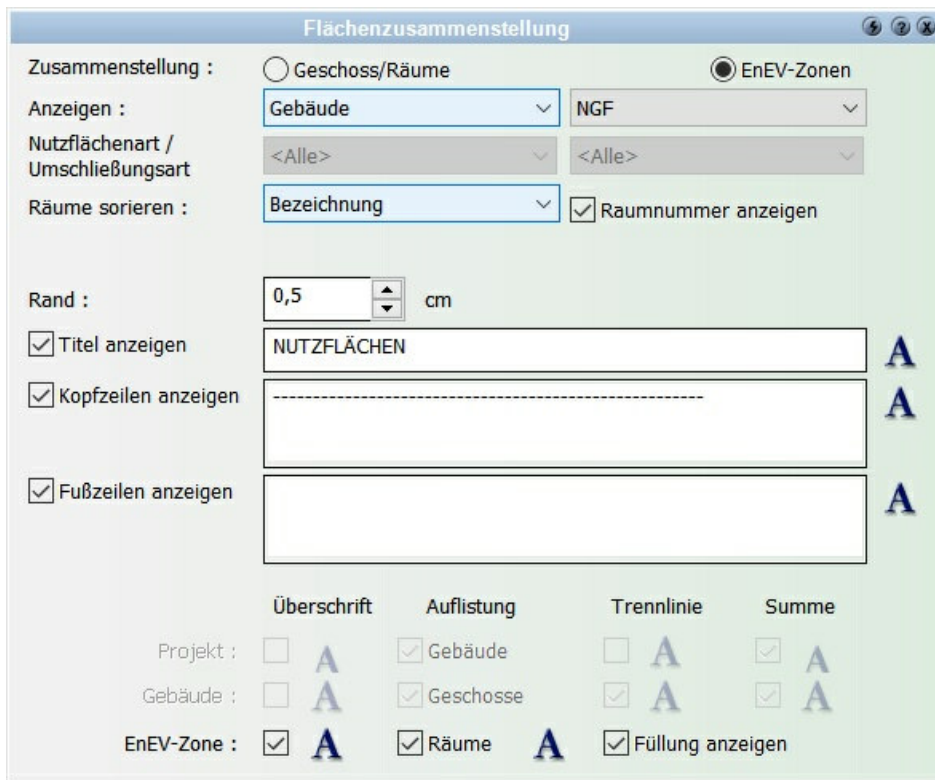 Flächenzusammenstellung
Zusammenstellung : Geschoss/Räume EnEV-Zonen
Anzeigen : Gebäude NGF
Nutzflächenart /
Umschließungsart <Alle> <Alle>
Räume sorieren : Bezeichnung Raumnummer anzeigen
Rand : 0,5 cm
Titel anzeigen NUTZFLÄCHEN A
Kopfzeilen anzeigen ------------------------------------------------------ A
Fußzeilen anzeigen A
Überschrift Auflistung Trennlinie Summe
Projekt : A Gebäude A A
Gebäude : A Geschosse A A
EnEV-Zone : A Räume A Füllung anzeigen